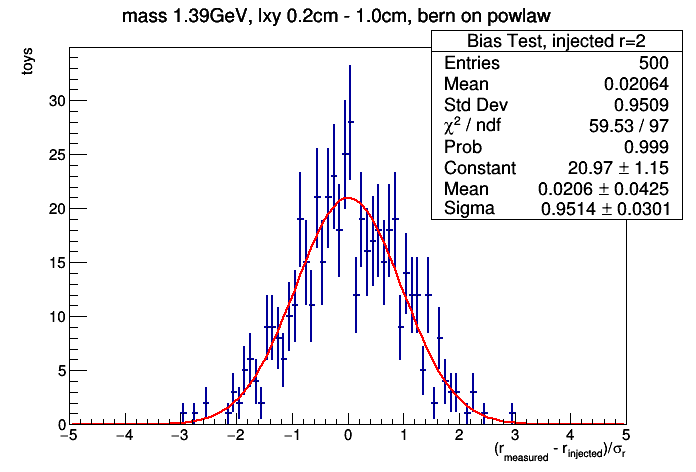 mass 1.39GeV, lxy 0.2cm - 1.0cm, bern on powlaw
Bias Test, injected r=2
Entries 500
Mean 0.02064
Std Dev 0.9509
χ² / ndf 59.53 / 97
Prob 0.999
Constant 20.97 ± 1.15
Mean 0.0206 ± 0.0425
Sigma 0.9514 ± 0.0301
toys
30
25
20
15
10
5
0
−5 −4 −3 −2 −1 0 1 2 3 4 5
(r_measured - r_injected)/σ_r